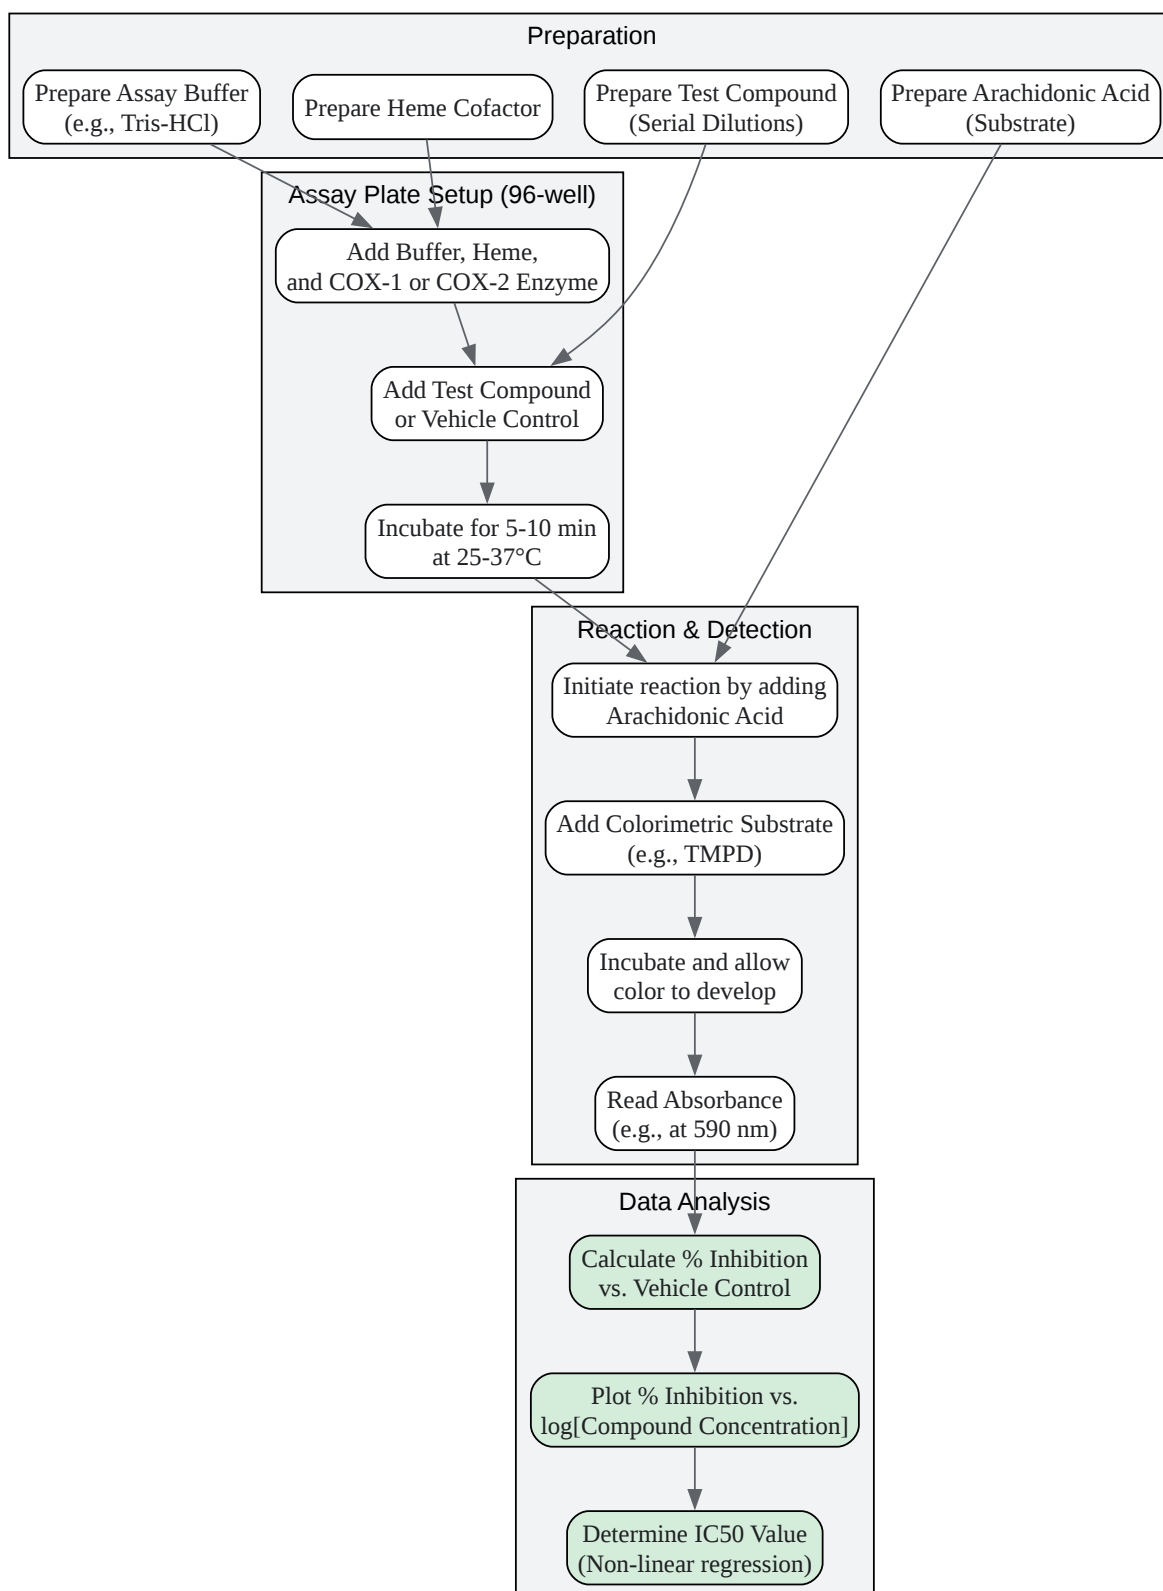 Preparation
Prepare Assay Buffer
(e.g., Tris-HCl)
Prepare Heme Cofactor
Prepare Test Compound
(Serial Dilutions)
Prepare Arachidonic Acid
(Substrate)
Assay Plate Setup (96-well)
Add Buffer, Heme,
and COX-1 or COX-2 Enzyme
Add Test Compound
or Vehicle Control
Incubate for 5-10 min
at 25-37°C
Reaction & Detection
Initiate reaction by adding
Arachidonic Acid
Add Colorimetric Substrate
(e.g., TMPD)
Incubate and allow
color to develop
Read Absorbance
(e.g., at 590 nm)
Data Analysis
Calculate % Inhibition
vs. Vehicle Control
Plot % Inhibition vs.
log[Compound Concentration]
Determine IC50 Value
(Non-linear regression)